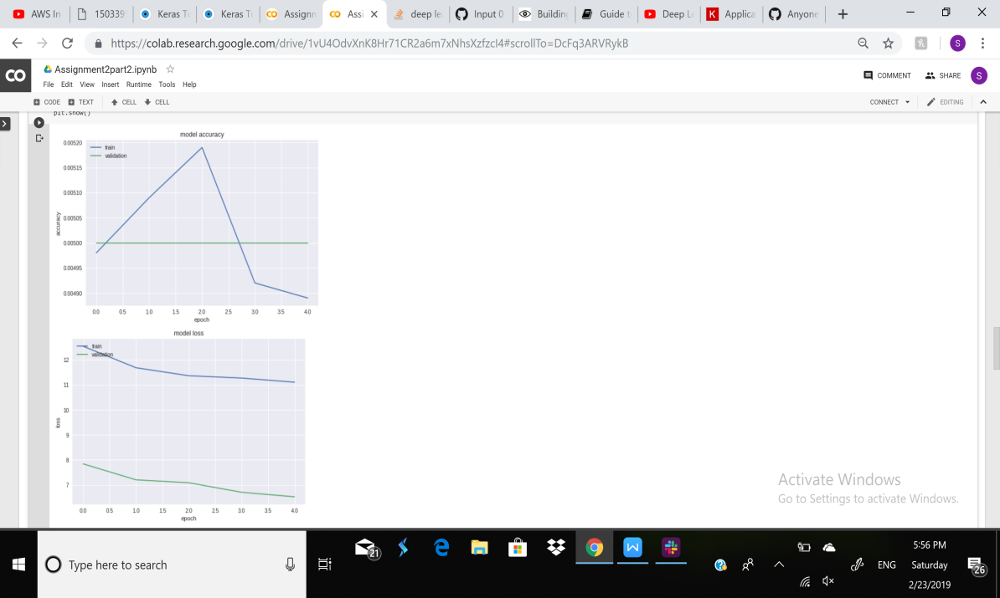 AWS In
150339
Keras Tu
Keras Tu
Assignm
Assi
deep le
Input 0
Building
Guide t
Deep Le
K
Applica
Anyone
https://colab.research.google.com/drive/1vU4OdvXnK8Hr71CR2a6m7xNhsXzfzcl4#scrollTo=DcFq3ARVRykB
S
CO
Assignment2part2.ipynb
File Edit View Insert Runtime Tools Help
COMMENT
SHARE
S
CODE TEXT CELL CELL
CONNECT
EDITING
plt.show()
model accuracy
train
validation
0.00520
0.00515
0.00510
0.00505
0.00500
0.00495
0.00490
accuracy
0.0 0.5 1.0 1.5 2.0 2.5 3.0 3.5 4.0
epoch
model loss
train
validation
12
11
10
9
8
7
loss
0.0 0.5 1.0 1.5 2.0 2.5 3.0 3.5 4.0
epoch
Activate Windows
Go to Settings to activate Windows.
Type here to search
21
ENG
5:56 PM
Saturday
2/23/2019
26